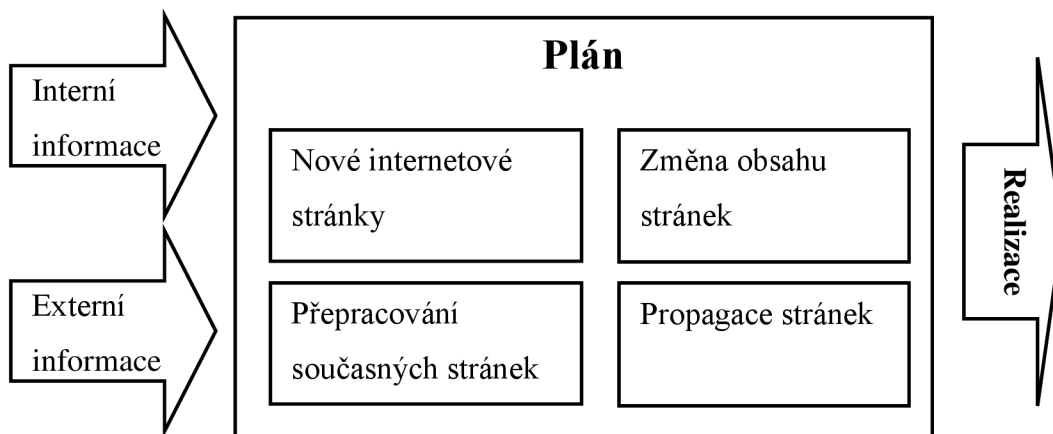 Interní
informace
Externí
informace
Plán
Nové internetové
stránky
Změna obsahu
stránek
Přepracování
současných stránek
Propagace stránek
Realizace